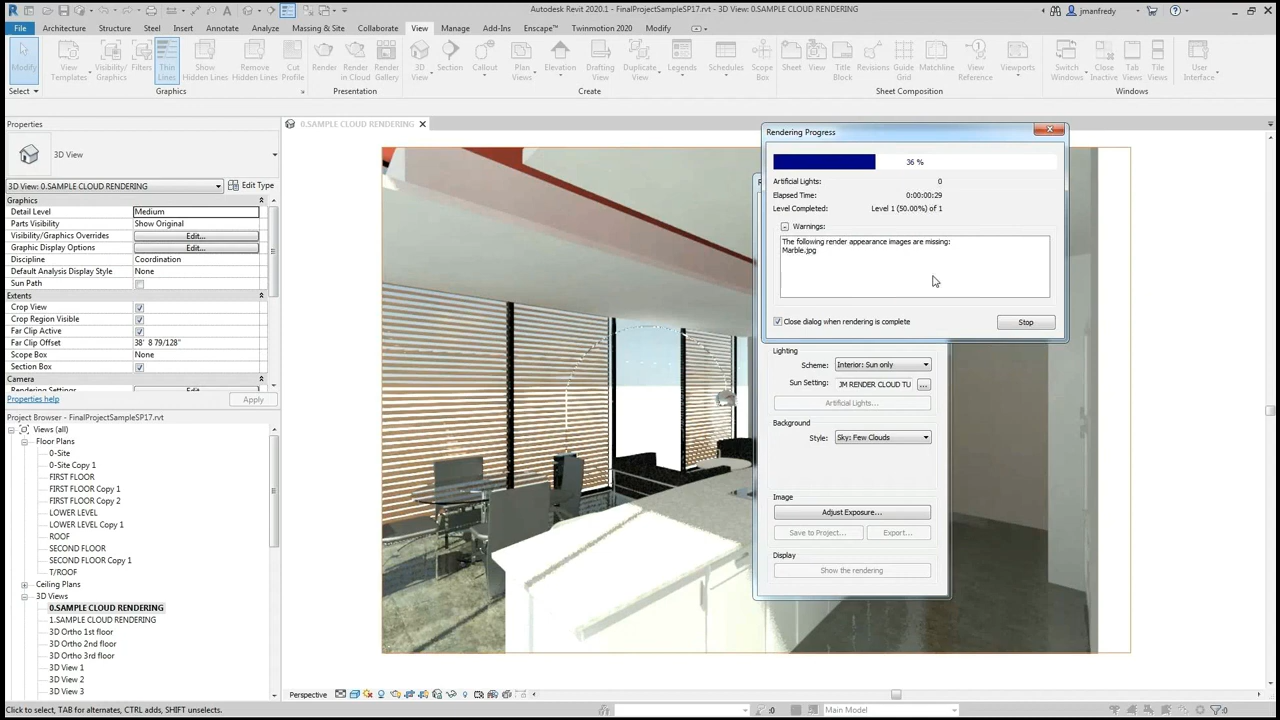 Autodesk Revit 2020.1 - FinalProjectSampleSP17.rvt - 3D View: 0.SAMPLE CLOUD RENDERING
jmanfredy
File Architecture Structure Steel Insert Annotate Analyze Massing & Site Collaborate View Manage Add-Ins Enscape™ Twinmotion 2020 Modify
Modify
View Templates
Visibility/ Graphics
Filters
Thin Lines
Show Hidden Lines
Remove Hidden Lines
Cut Profile
Render
Render in Cloud
Render Gallery
3D View
Section
Callout
Plan Views
Elevation
Drafting View
Duplicate View
Legends
Schedules
Scope Box
Sheet
View
Title Block
Revisions
Guide Grid
Matchline
View Reference
Viewports
Switch Windows
Close Inactive
Tab Views
Tile Views
User Interface
Select Graphics Presentation Create Sheet Composition Windows
Properties
3D View
3D View: 0.SAMPLE CLOUD RENDERING Edit Type
Graphics
Detail Level Medium
Parts Visibility Show Original
Visibility/Graphics Overrides Edit...
Graphic Display Options Edit...
Discipline Coordination
Default Analysis Display Style None
Sun Path
Extents
Crop View
Crop Region Visible
Far Clip Active
Far Clip Offset 38' 8 79/128"
Scope Box None
Section Box
Camera
Rendering Settings Edit...
Properties help Apply
Project Browser - FinalProjectSampleSP17.rvt
Views (all)
Floor Plans
0-Site
0-Site Copy 1
FIRST FLOOR
FIRST FLOOR Copy 1
FIRST FLOOR Copy 2
LOWER LEVEL
LOWER LEVEL Copy 1
ROOF
SECOND FLOOR
SECOND FLOOR Copy 1
T/ROOF
Ceiling Plans
3D Views
0.SAMPLE CLOUD RENDERING
1.SAMPLE CLOUD RENDERING
3D Ortho 1st floor
3D Ortho 2nd floor
3D Ortho 3rd floor
3D View 1
3D View 2
3D View 3
0.SAMPLE CLOUD RENDERING
Rendering Progress
36 %
Artificial Lights: 0
Elapsed Time: 0:00:00:29
Level Completed: Level 1 (50.00%) of 1
Warnings:
The following render appearance images are missing:
Marble.jpg
Close dialog when rendering is complete Stop
Lighting
Scheme: Interior: Sun only
Sun Setting: JM RENDER CLOUD TU ...
Artificial Lights...
Background
Style: Sky: Few Clouds
Image
Adjust Exposure...
Save to Project... Export...
Display
Show the rendering
Perspective
Click to select, TAB for alternates, CTRL adds, SHIFT unselects.
:0
Main Model
:0